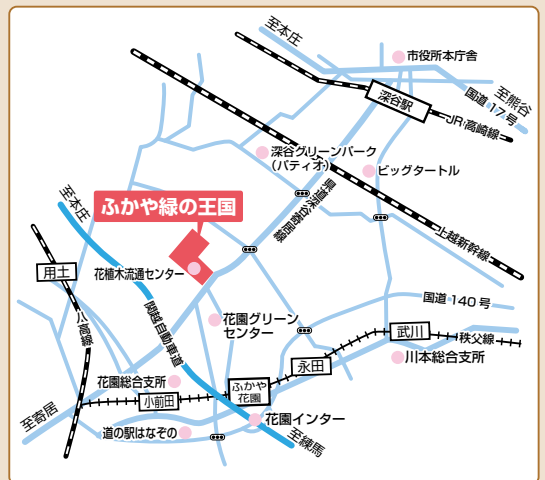 至本庄
市役所本庁舎
至熊谷
国道17号
深谷駅
JR高崎線
深谷グリーンパーク
(パティオ)
ビッグタートル
県道深谷寄居線
至本庄
ふかや緑の王国
上越新幹線
用土
花植木流通センター
八高線
関越自動車道
国道140号
花園グリーン
センター
武川
秩父線
川本総合支所
永田
花園総合支所
ふかや
花園
小前田
至寄居
花園インター
道の駅はなぞの
至練馬